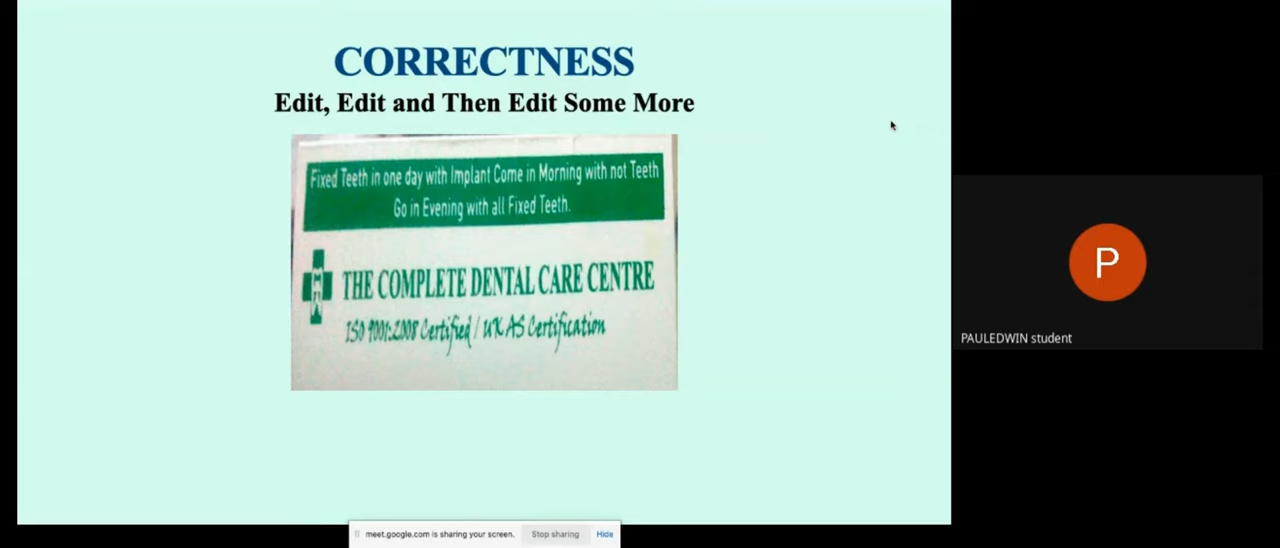 CORRECTNESS
Edit, Edit and Then Edit Some More
Fixed Teeth in one day with Implant Come in Morning with not Teeth
Go in Evening with all Fixed Teeth.
THE COMPLETE DENTAL CARE CENTRE
ISO 9001:2008 Certified / UK AS Certification
P
PAULEDWIN student
meet.google.com is sharing your screen.
Stop sharing
Hide